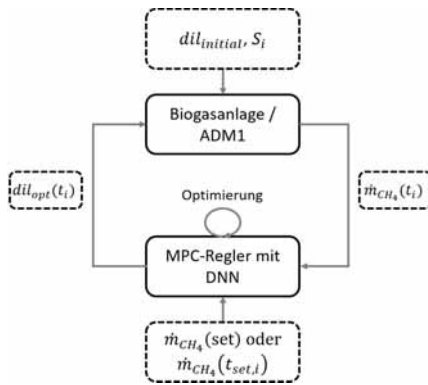 dil_initial, S_i
Biogasanlage /
ADM1
dil_opt(t_i)
ṁ_CH₄(t_i)
Optimierung
MPC-Regler mit
DNN
ṁ_CH₄(set) oder
ṁ_CH₄(t_set,i)